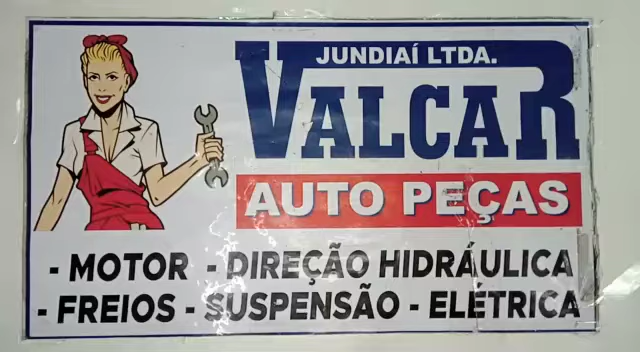 JUNDIAÍ LTDA.
VALCAR
AUTO PEÇAS
- MOTOR - DIREÇÃO HIDRÁULICA
- FREIOS - SUSPENSÃO - ELÉTRICA